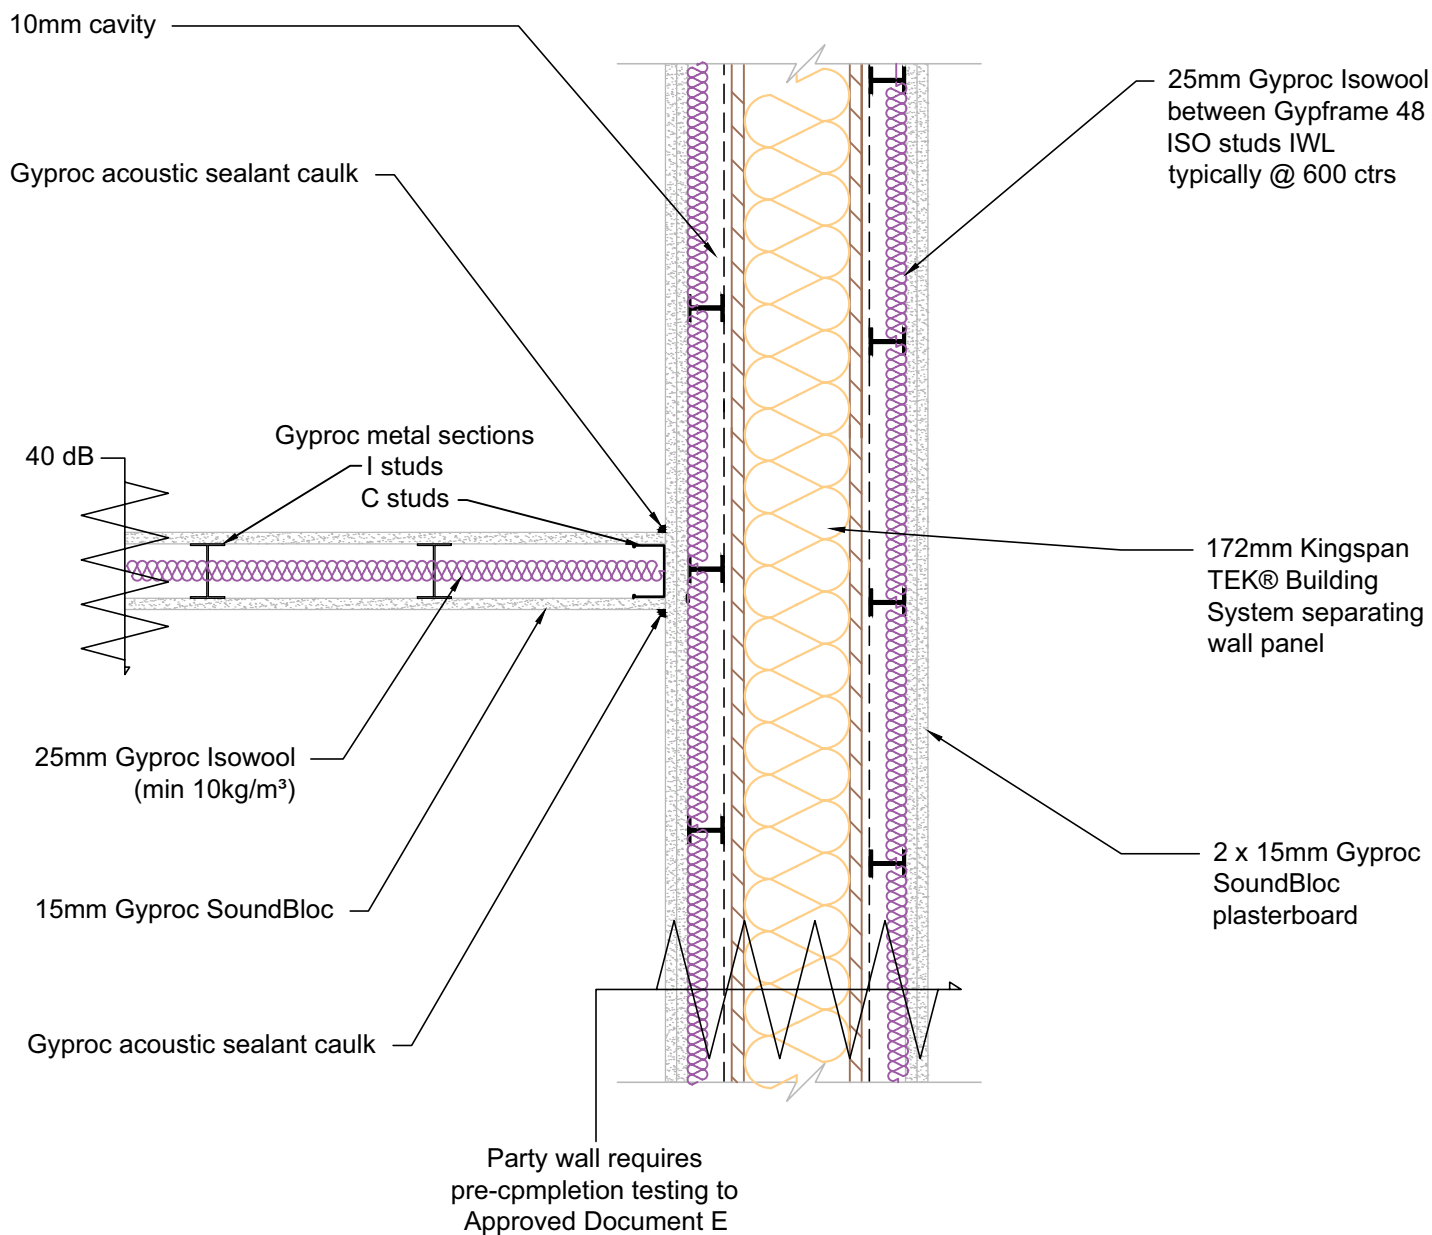 10mm cavity
25mm Gyproc Isowool
between Gypframe 48
ISO studs IWL
typically @ 600 ctrs
Gyproc acoustic sealant caulk
Gyproc metal sections
I studs
C studs
40 dB
172mm Kingspan
TEK® Building
System separating
wall panel
25mm Gyproc Isowool
(min 10kg/m³)
2 x 15mm Gyproc
SoundBloc
plasterboard
15mm Gyproc SoundBloc
Gyproc acoustic sealant caulk
Party wall requires
pre-cpmpletion testing to
Approved Document E